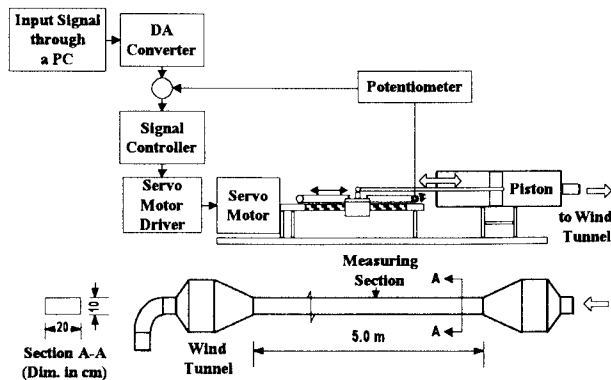 Input Signal
through
a PC
DA
Converter
Potentiometer
Signal
Controller
Servo
Motor
Driver
Servo
Motor
Piston
to Wind
Tunnel
Measuring
Section
A
A
10
20
5.0 m
Section A-A
(Dim. in cm)
Wind
Tunnel